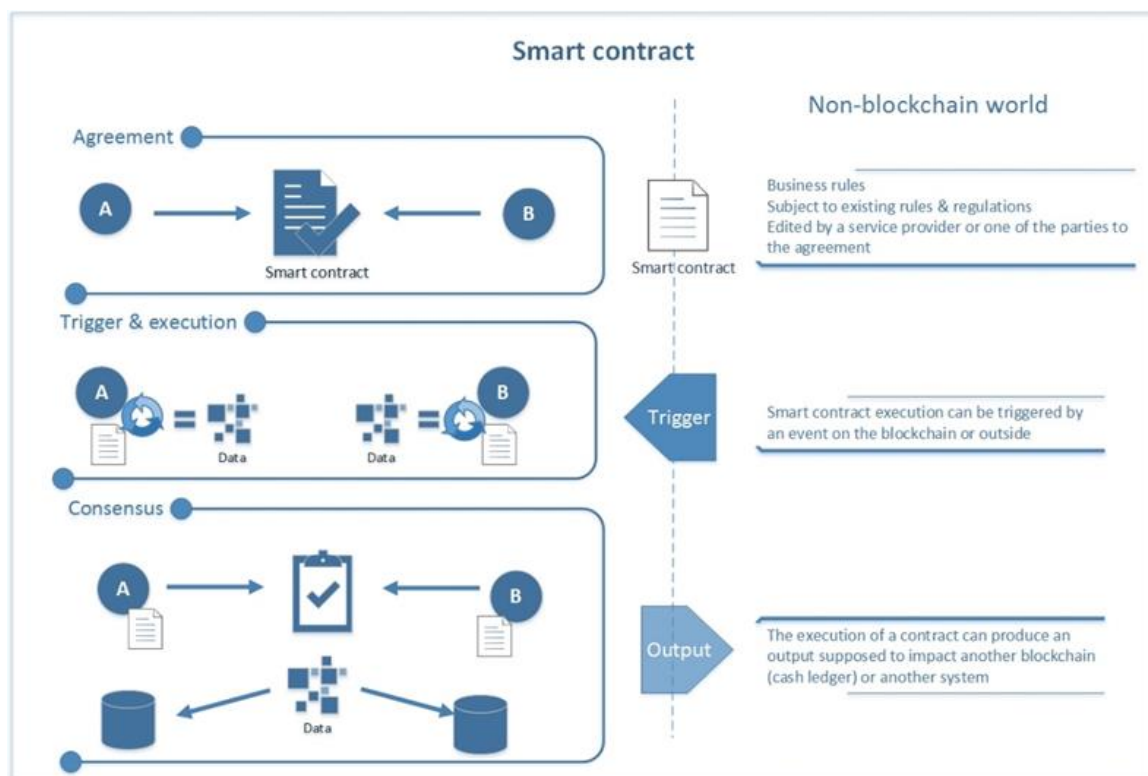 Smart contract
Non-blockchain world
Agreement
A
B
Smart contract
Smart contract
Business rules
Subject to existing rules & regulations
Edited by a service provider or one of the parties to
the agreement
Trigger & execution
A
B
Data
Data
Trigger
Smart contract execution can be triggered by
an event on the blockchain or outside
Consensus
A
B
Data
Output
The execution of a contract can produce an
output supposed to impact another blockchain
(cash ledger) or another system